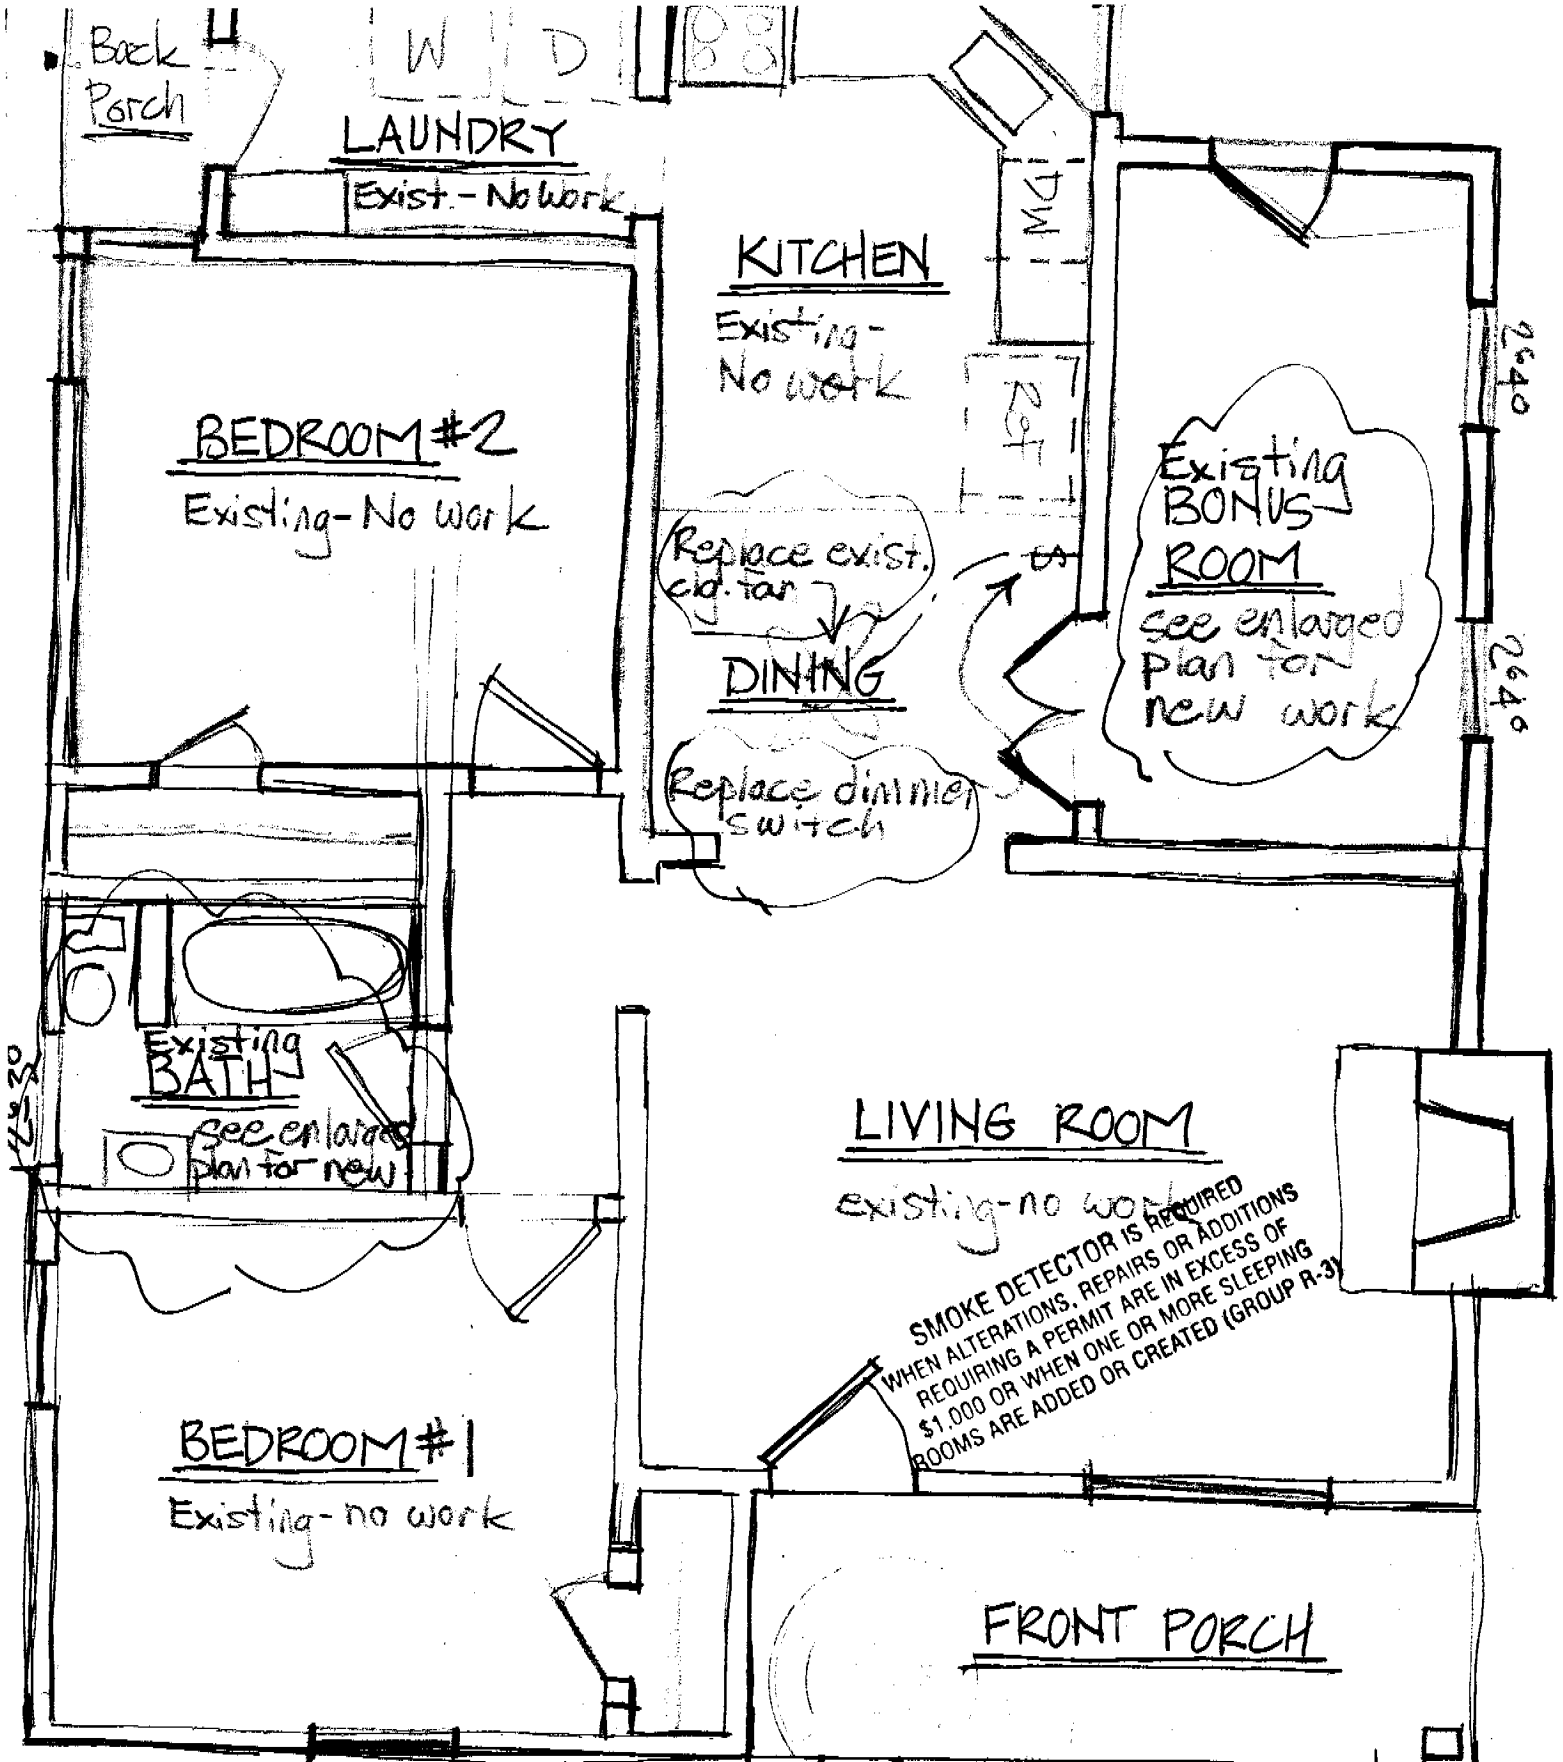 Back
Porch
W D
LAUNDRY
Exist.-No Work
DW
KITCHEN
Existing-
No work
Ref
2640
BEDROOM #2
Existing-No work
Existing
BONUS
ROOM
see enlarged
plan for
new work
2640
Replace exist.
clg. fan
DINING
Replace dimmer
switch
Existing
BATH
see enlarged
plan for new
LIVING ROOM
existing-no work
SMOKE DETECTOR IS REQUIRED
WHEN ALTERATIONS, REPAIRS OR ADDITIONS
REQUIRING A PERMIT ARE IN EXCESS OF
$1,000 OR WHEN ONE OR MORE SLEEPING
ROOMS ARE ADDED OR CREATED (GROUP R-3)
BEDROOM #1
Existing-no work
FRONT PORCH